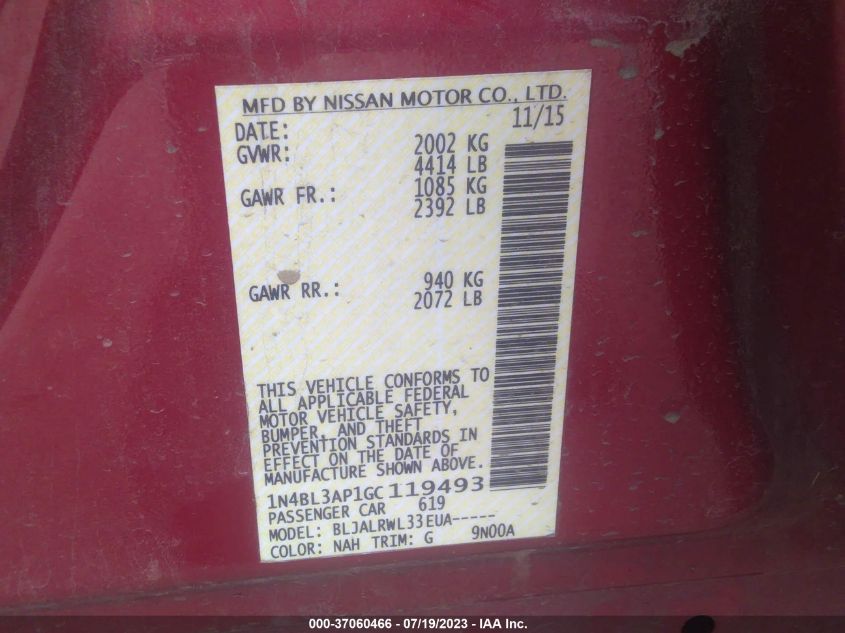 MFD BY NISSAN MOTOR CO., LTD.
DATE: 11/15
GVWR: 2002 KG
4414 LB
GAWR FR.: 1085 KG
2392 LB
GAWR RR.: 940 KG
2072 LB
THIS VEHICLE CONFORMS TO
ALL APPLICABLE FEDERAL
MOTOR VEHICLE SAFETY,
BUMPER, AND THEFT
PREVENTION STANDARDS IN
EFFECT ON THE DATE OF
MANUFACTURE SHOWN ABOVE.
1N4BL3AP1GC119493
PASSENGER CAR 619
MODEL: BLJALRWL33EUA-----
COLOR: NAH TRIM: G 9N00A
000-37060466 - 07/19/2023 - IAA Inc.